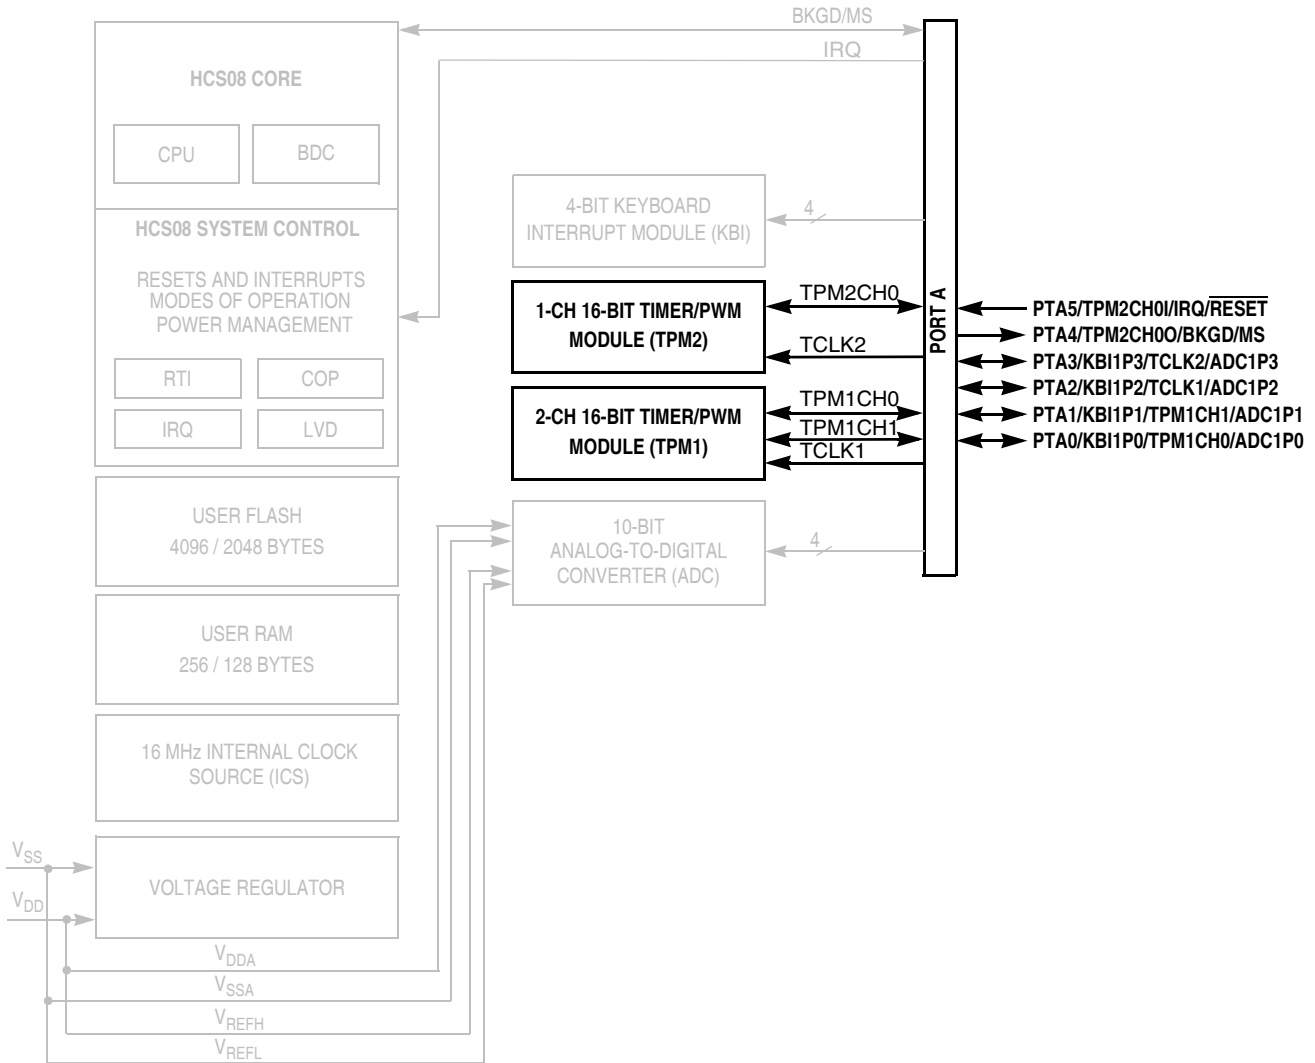 BKGD/MS
IRQ
HCS08 CORE
CPU
BDC
4-BIT KEYBOARD
INTERRUPT MODULE (KBI)
4
HCS08 SYSTEM CONTROL
RESETS AND INTERRUPTS
MODES OF OPERATION
POWER MANAGEMENT
RTI
COP
IRQ
LVD
1-CH 16-BIT TIMER/PWM
MODULE (TPM2)
TPM2CH0
TCLK2
2-CH 16-BIT TIMER/PWM
MODULE (TPM1)
TPM1CH0
TPM1CH1
TCLK1
PORT A
PTA5/TPM2CH0I/IRQ/RESET
PTA4/TPM2CH0O/BKGD/MS
PTA3/KBI1P3/TCLK2/ADC1P3
PTA2/KBI1P2/TCLK1/ADC1P2
PTA1/KBI1P1/TPM1CH1/ADC1P1
PTA0/KBI1P0/TPM1CH0/ADC1P0
USER FLASH
4096 / 2048 BYTES
10-BIT
ANALOG-TO-DIGITAL
CONVERTER (ADC)
4
USER RAM
256 / 128 BYTES
16 MHz INTERNAL CLOCK
SOURCE (ICS)
VSS
VDD
VOLTAGE REGULATOR
VDDA
VSSA
VREFH
VREFL